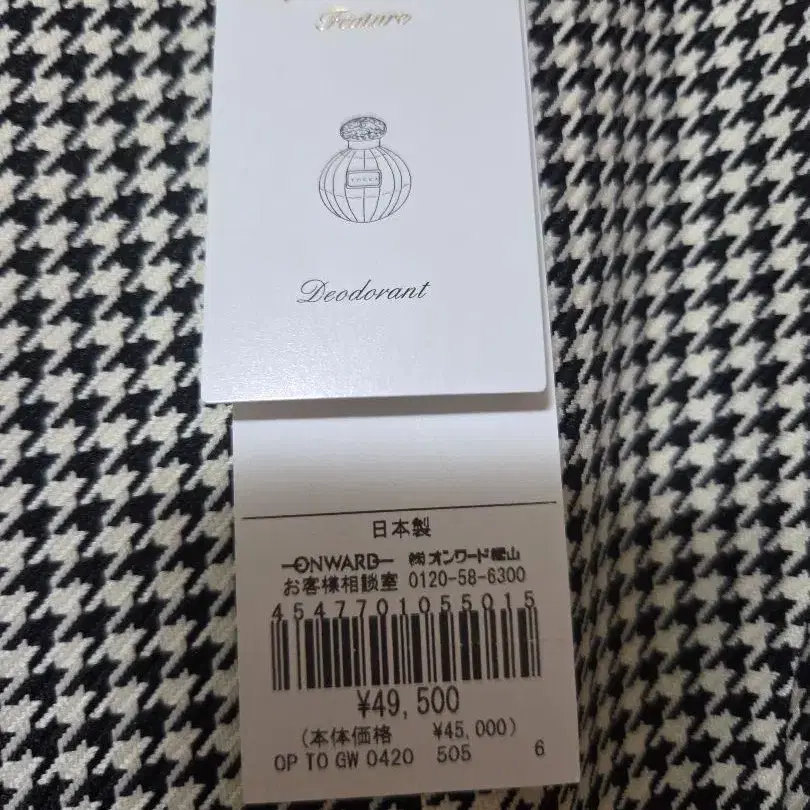 Feature
TOCCA
Deodorant
日本製
ONWARD ㈱オンワード樫山
お客様相談室 0120-58-6300
4547701055015
¥49,500
(本体価格 ¥45,000)
OP TO GW 0420 505 6